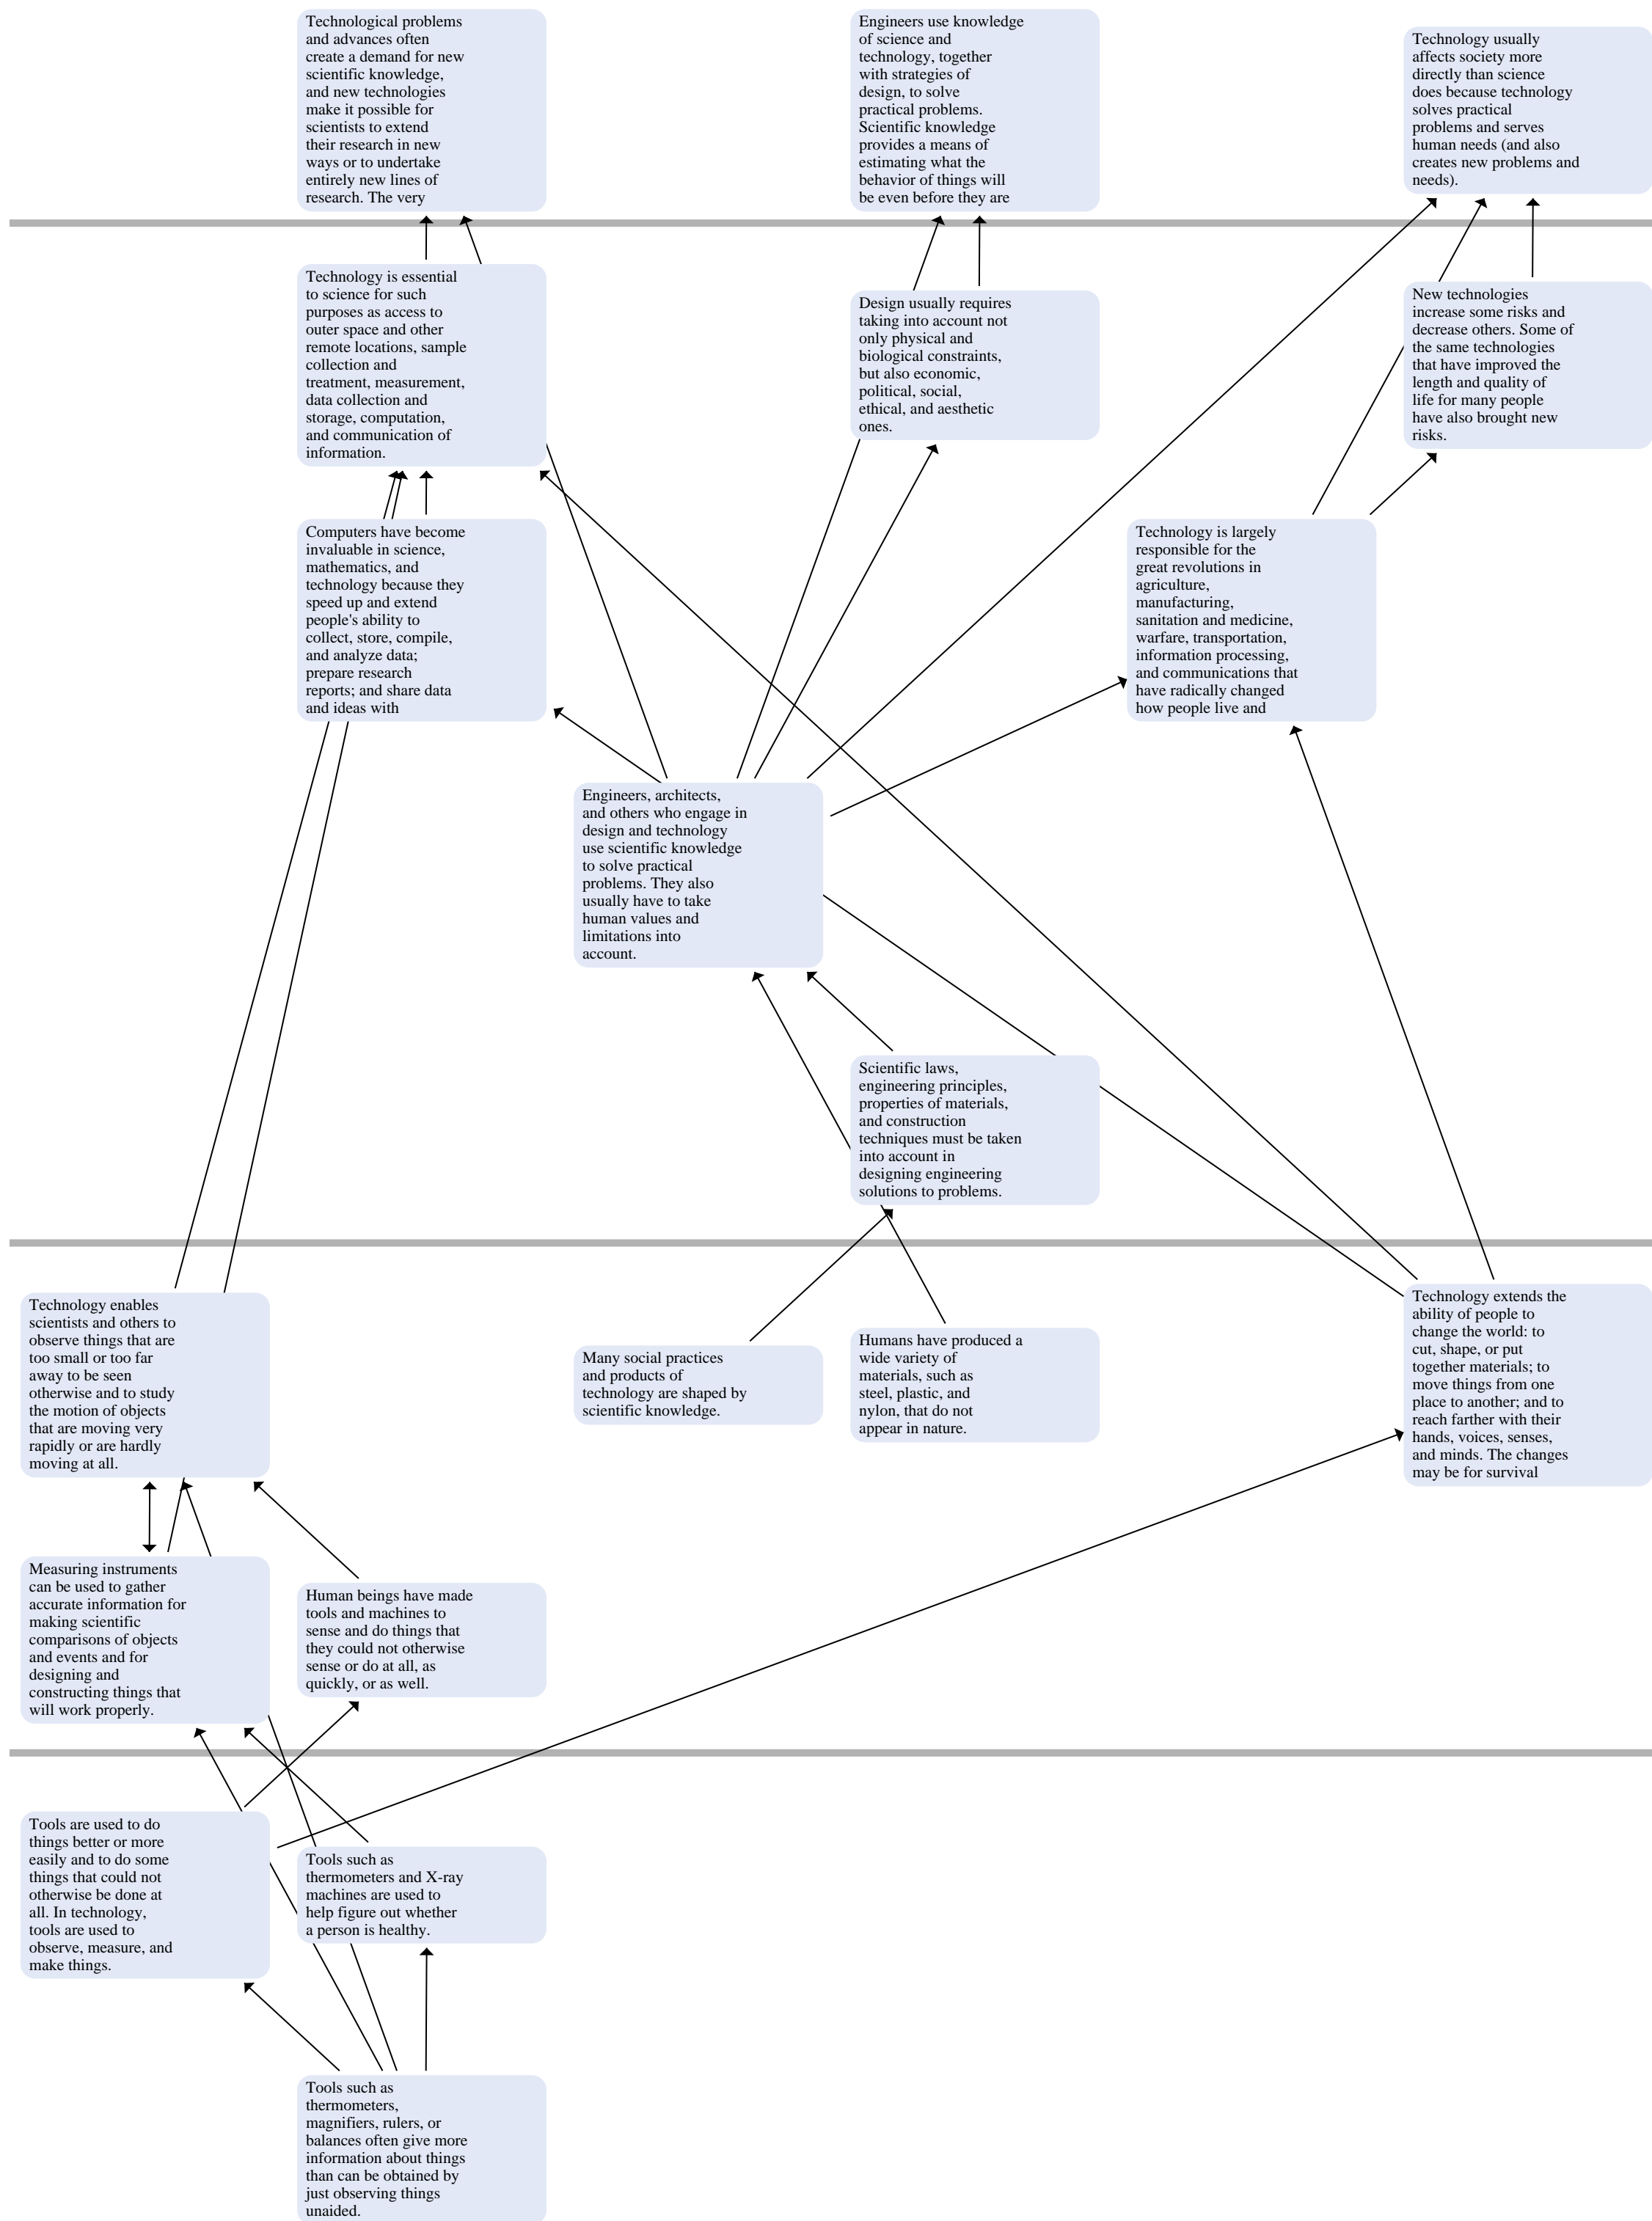 Technological problems
and advances often
create a demand for new
scientific knowledge,
and new technologies
make it possible for
scientists to extend
their research in new
ways or to undertake
entirely new lines of
research. The very
Engineers use knowledge
of science and
technology, together
with strategies of
design, to solve
practical problems.
Scientific knowledge
provides a means of
estimating what the
behavior of things will
be even before they are
Technology usually
affects society more
directly than science
does because technology
solves practical
problems and serves
human needs (and also
creates new problems and
needs).
Technology is essential
to science for such
purposes as access to
outer space and other
remote locations, sample
collection and
treatment, measurement,
data collection and
storage, computation,
and communication of
information.
Design usually requires
taking into account not
only physical and
biological constraints,
but also economic,
political, social,
ethical, and aesthetic
ones.
New technologies
increase some risks and
decrease others. Some of
the same technologies
that have improved the
length and quality of
life for many people
have also brought new
risks.
Computers have become
invaluable in science,
mathematics, and
technology because they
speed up and extend
people's ability to
collect, store, compile,
and analyze data;
prepare research
reports; and share data
and ideas with
Technology is largely
responsible for the
great revolutions in
agriculture,
manufacturing,
sanitation and medicine,
warfare, transportation,
information processing,
and communications that
have radically changed
how people live and
Engineers, architects,
and others who engage in
design and technology
use scientific knowledge
to solve practical
problems. They also
usually have to take
human values and
limitations into
account.
Scientific laws,
engineering principles,
properties of materials,
and construction
techniques must be taken
into account in
designing engineering
solutions to problems.
Technology enables
scientists and others to
observe things that are
too small or too far
away to be seen
otherwise and to study
the motion of objects
that are moving very
rapidly or are hardly
moving at all.
Many social practices
and products of
technology are shaped by
scientific knowledge.
Humans have produced a
wide variety of
materials, such as
steel, plastic, and
nylon, that do not
appear in nature.
Technology extends the
ability of people to
change the world: to
cut, shape, or put
together materials; to
move things from one
place to another; and to
reach farther with their
hands, voices, senses,
and minds. The changes
may be for survival
Measuring instruments
can be used to gather
accurate information for
making scientific
comparisons of objects
and events and for
designing and
constructing things that
will work properly.
Human beings have made
tools and machines to
sense and do things that
they could not otherwise
sense or do at all, as
quickly, or as well.
Tools are used to do
things better or more
easily and to do some
things that could not
otherwise be done at
all. In technology,
tools are used to
observe, measure, and
make things.
Tools such as
thermometers and X-ray
machines are used to
help figure out whether
a person is healthy.
Tools such as
thermometers,
magnifiers, rulers, or
balances often give more
information about things
than can be obtained by
just observing things
unaided.